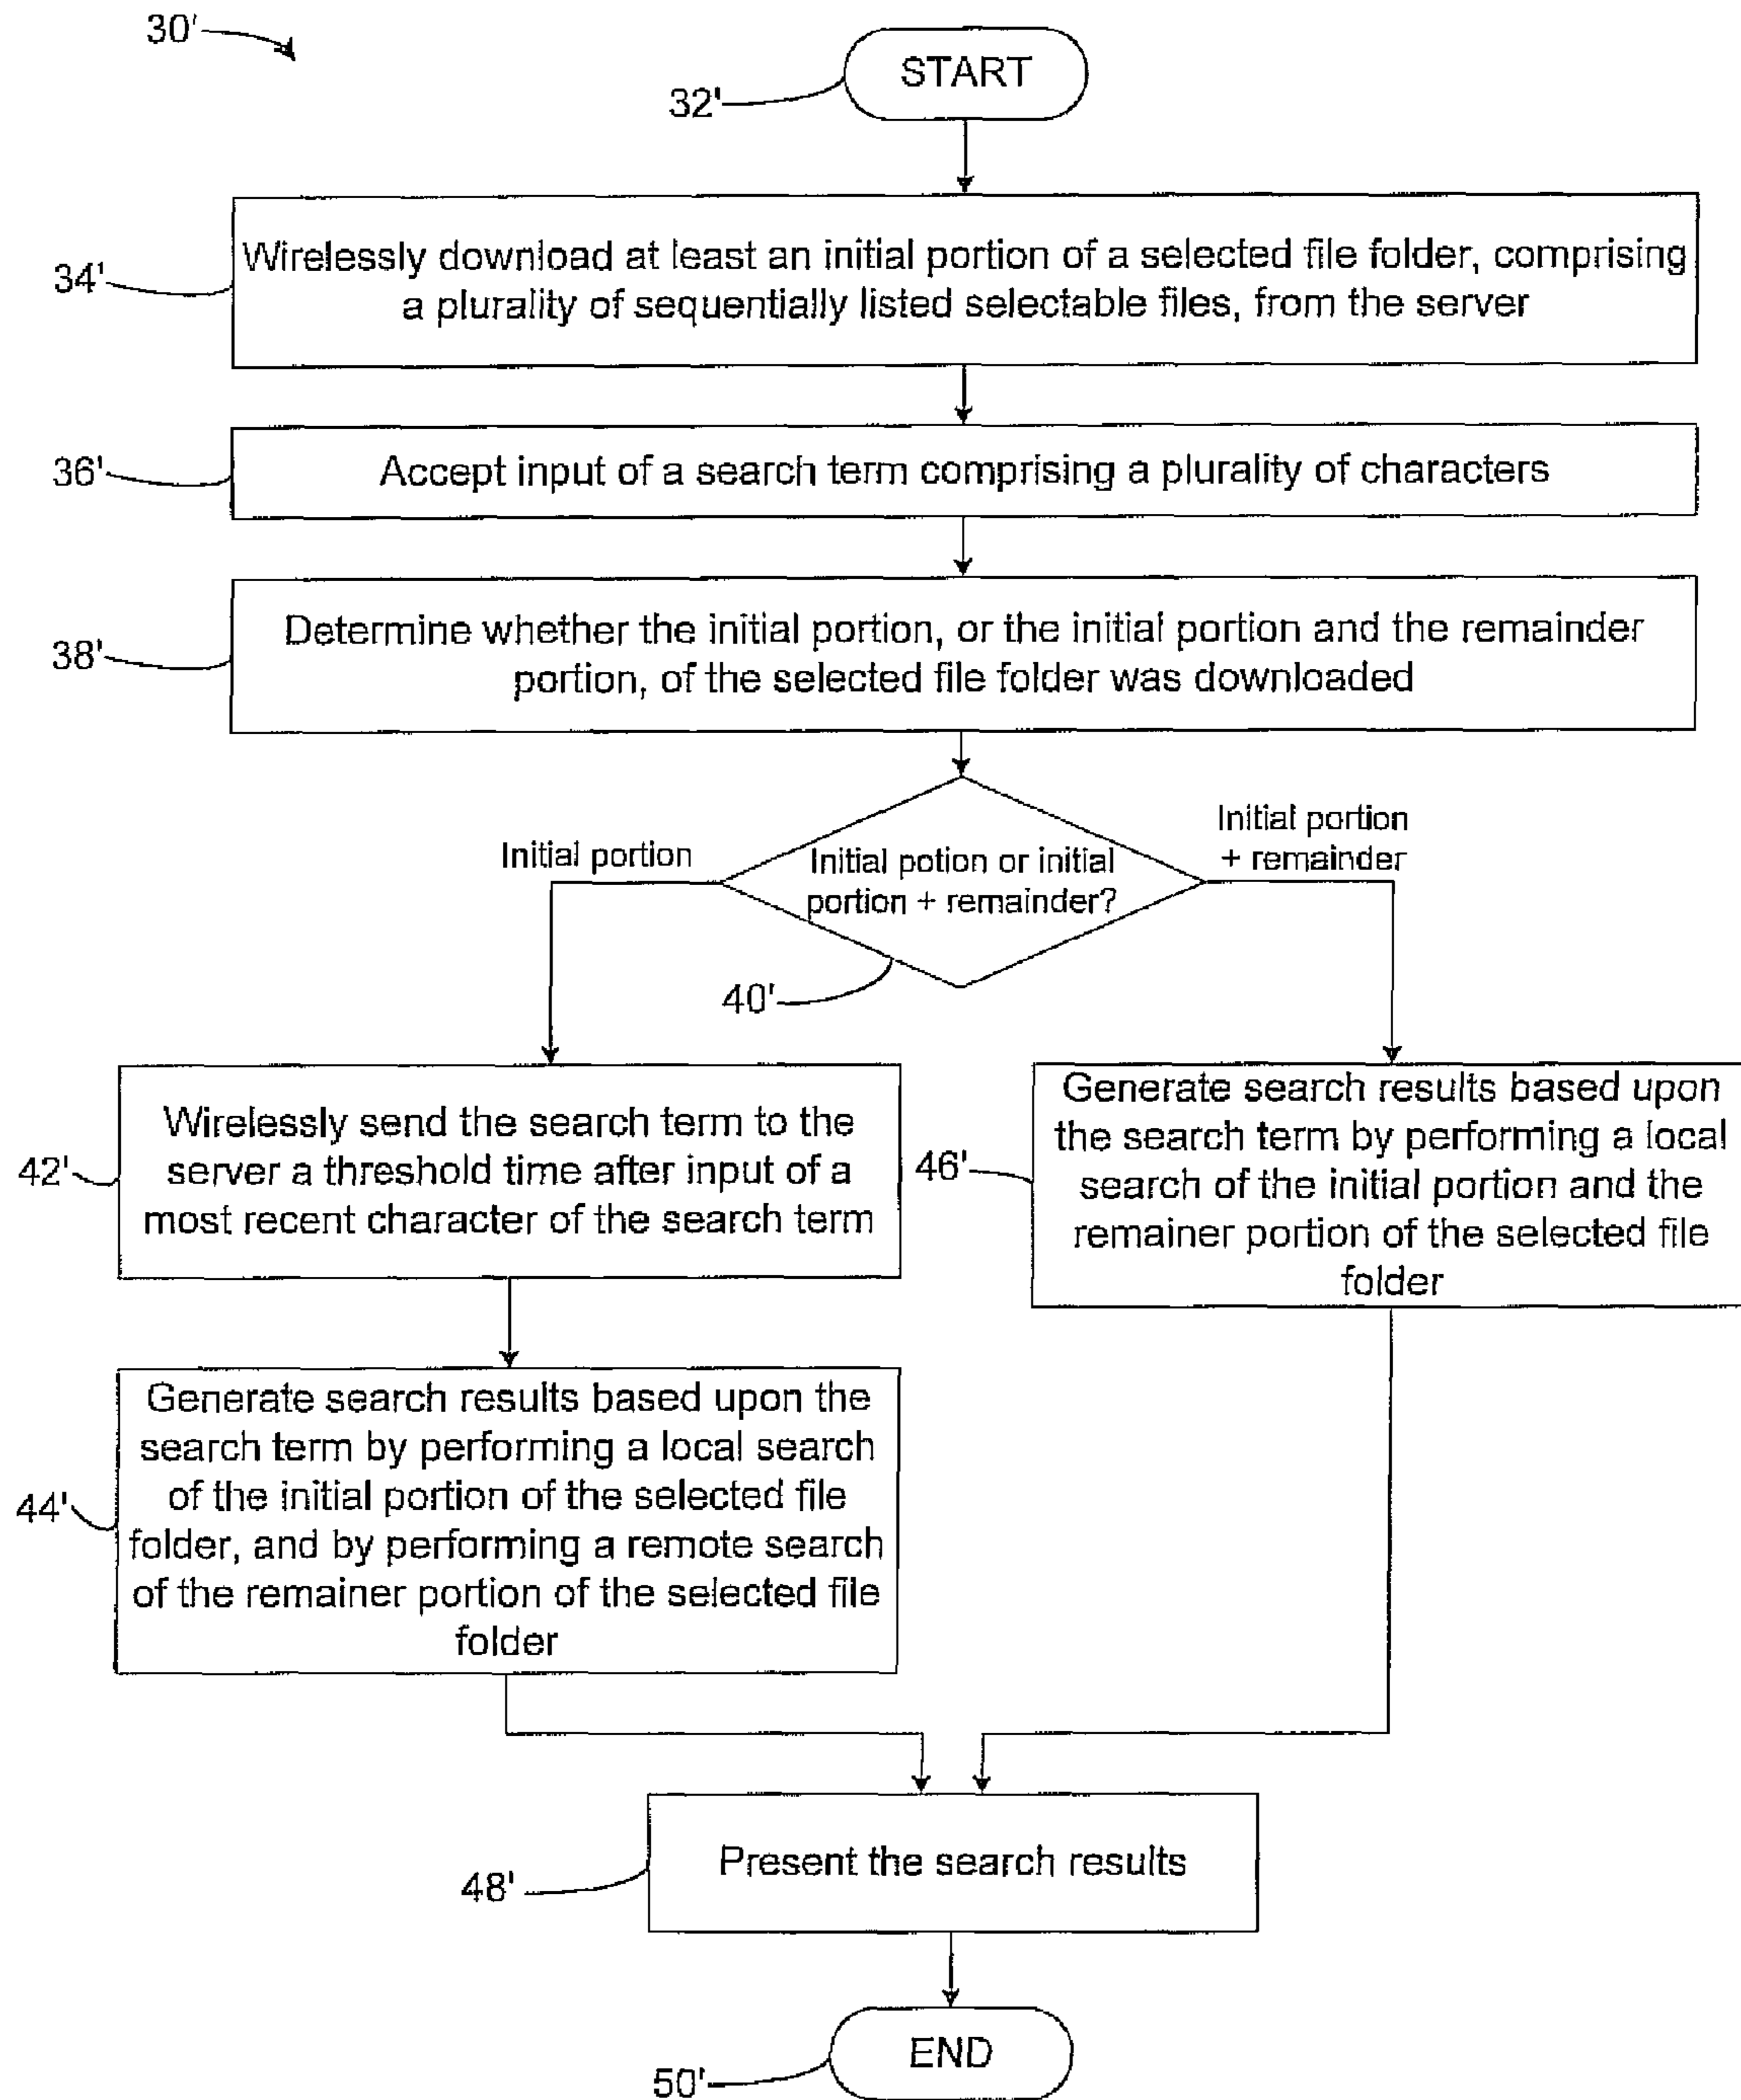 30'
START
32'
34'
Wirelessly download at least an initial portion of a selected file folder, comprising
a plurality of sequentially listed selectable files, from the server
36'
Accept input of a search term comprising a plurality of characters
38'
Determine whether the initial portion, or the initial portion and the remainder
portion, of the selected file folder was downloaded
Initial portion
Initial potion or initial
portion + remainder?
Initial portion
+ remainder
40'
42'
Wirelessly send the search term to the
server a threshold time after input of a
most recent character of the search term
46'
Generate search results based upon
the search term by performing a local
search of the initial portion and the
remainer portion of the selected file
folder
44'
Generate search results based upon the
search term by performing a local search
of the initial portion of the selected file
folder, and by performing a remote search
of the remainer portion of the selected file
folder
48'
Present the search results
END
50'